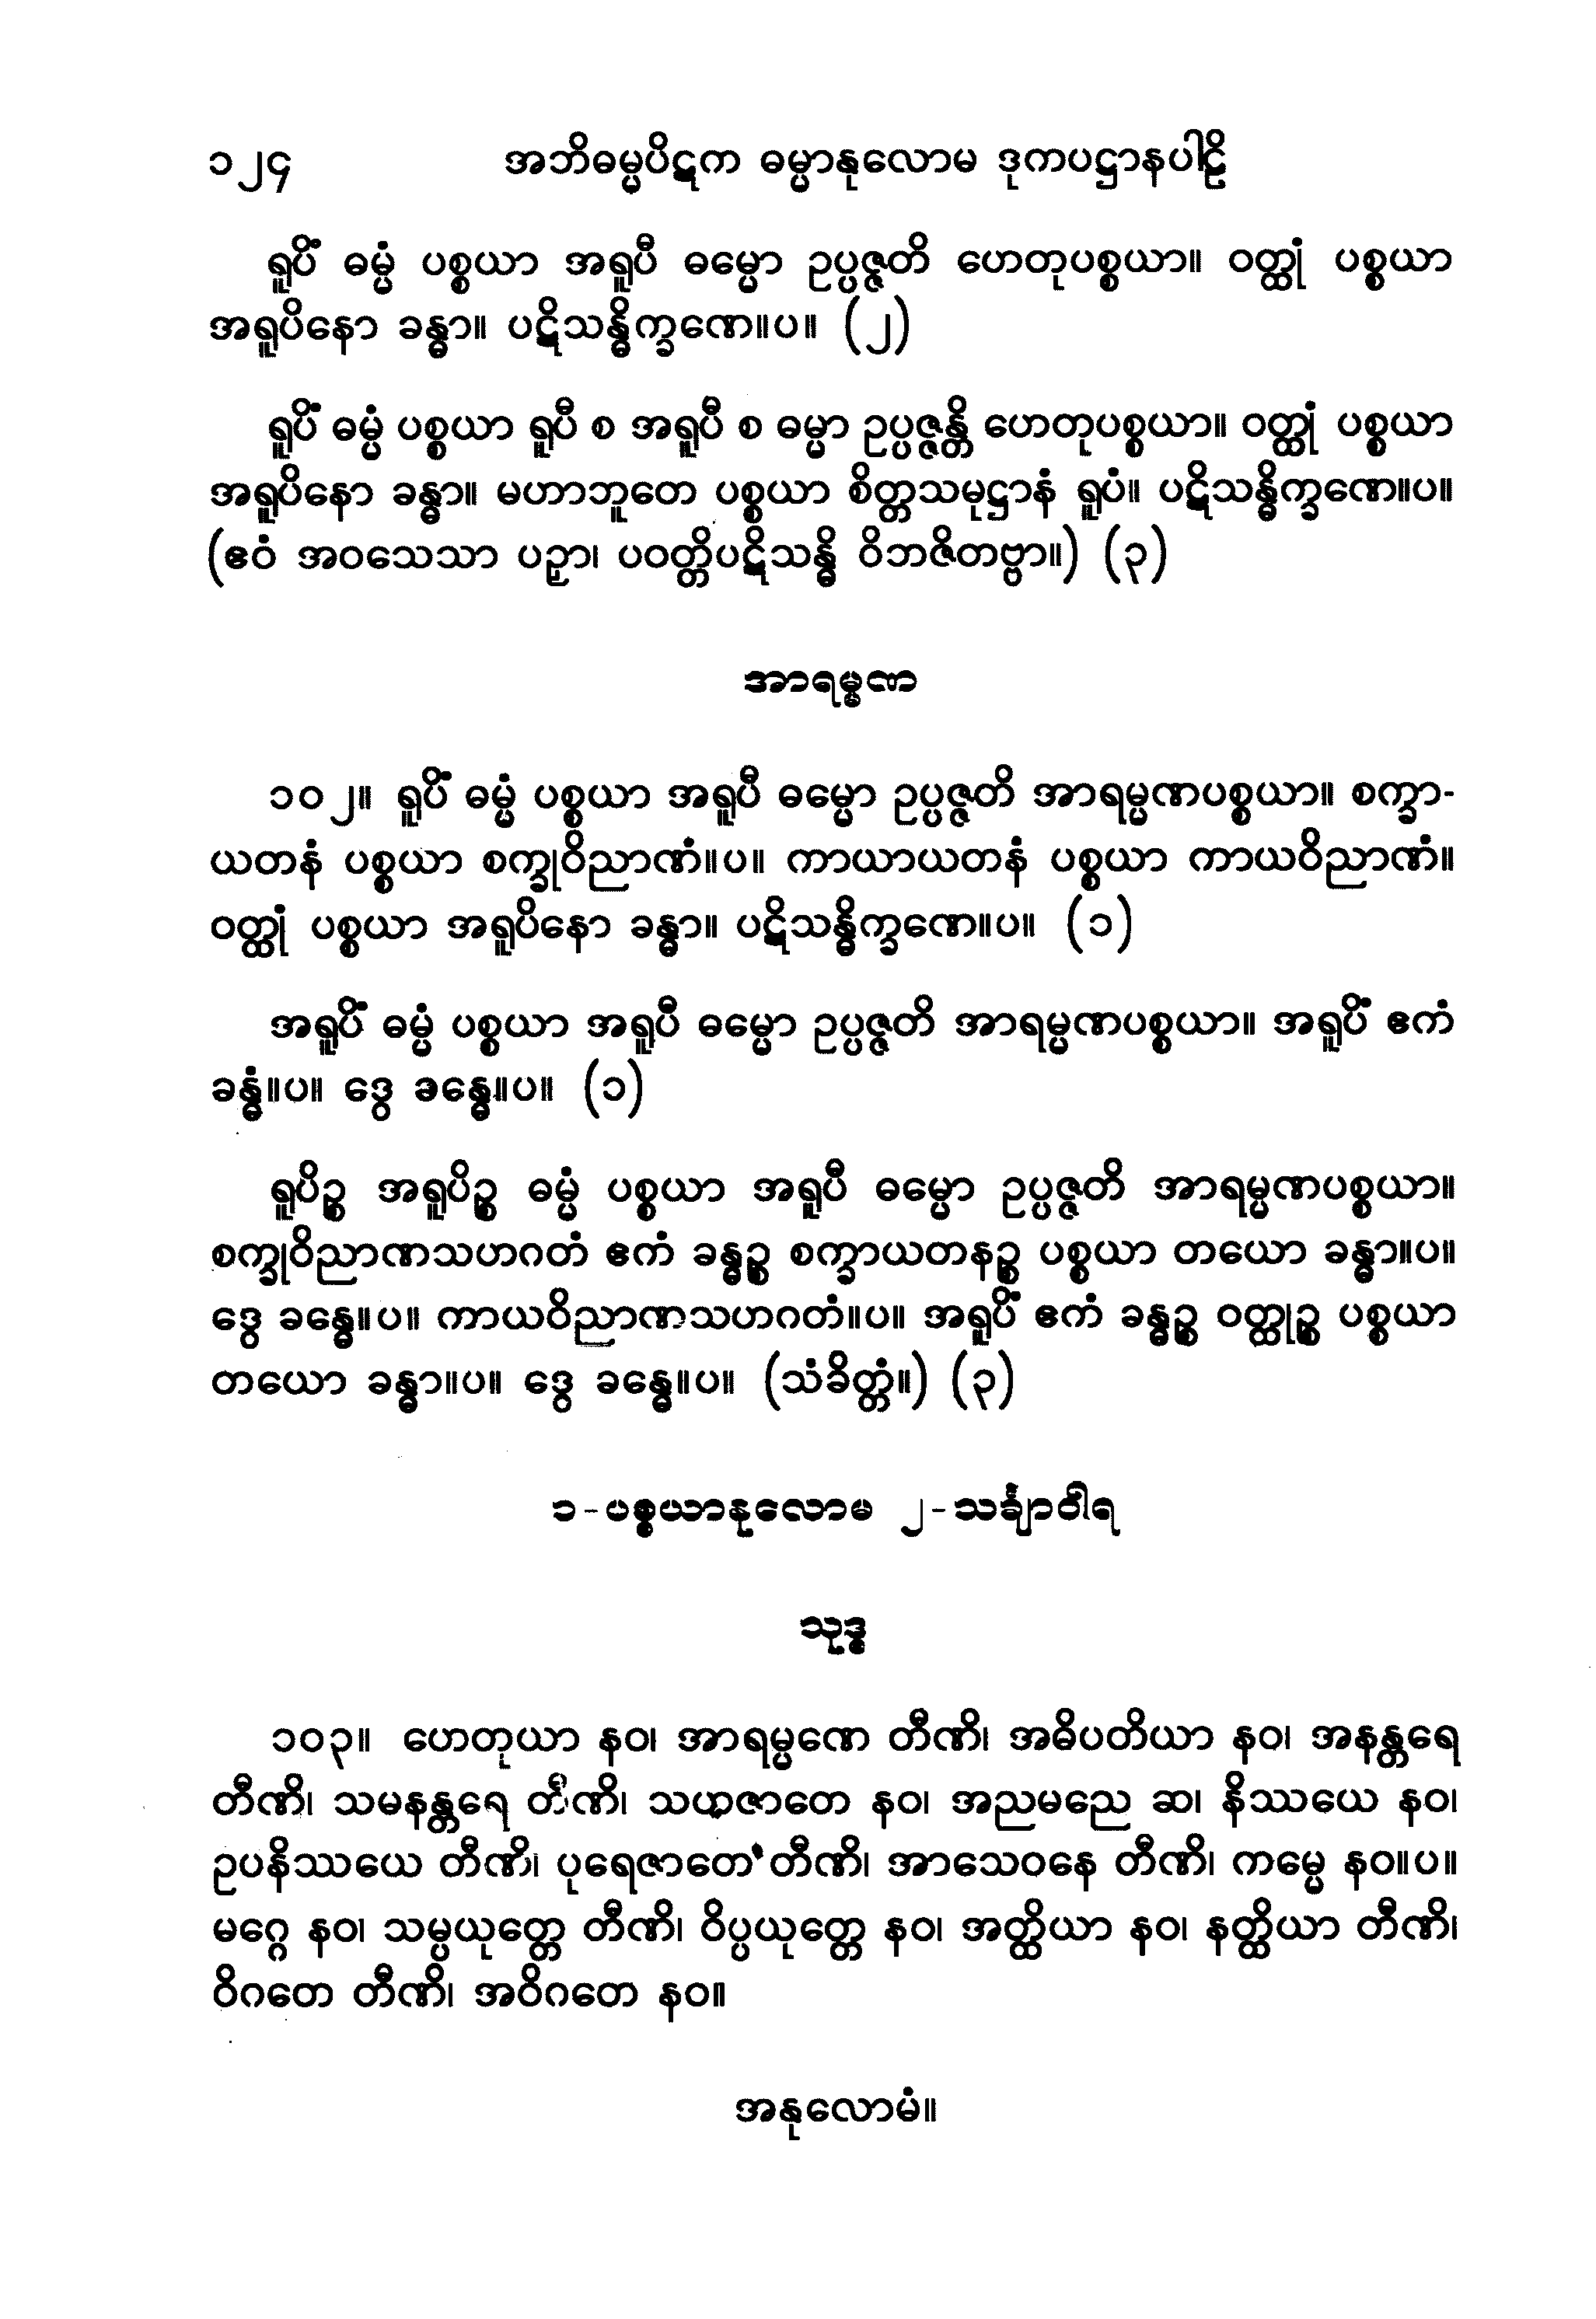 ၁၂၄ အဘိဓမ္မပိဋက ဓမ္မာနုလောမ ဒုကပဋ္ဌာနပါဠိ
ရူပိံ ဓမ္မံ ပစ္စယာ အရူပီ ဓမ္မော ဥပ္ပဇ္ဇတိ ဟေတုပစ္စယာ။ ဝတ္ထုံ ပစ္စယာ
အရူပိနော ခန္ဓာ။ ပဋိသန္ဓိက္ခဏေ။ပ။ (၂)
ရူပိံ ဓမ္မံ ပစ္စယာ ရူပီ စ အရူပီ စ ဓမ္မာ ဥပ္ပဇ္ဇန္တိ ဟေတုပစ္စယာ။ ဝတ္ထုံ ပစ္စယာ
အရူပိနော ခန္ဓာ။ မဟာဘူတေ ပစ္စယာ စိတ္တသမုဋ္ဌာနံ ရူပံ။ ပဋိသန္ဓိက္ခဏေ။ပ။
(ဧဝံ အဝသေသာ ပဉှာ၊ ပဝတ္တိပဋိသန္ဓိ ဝိဘဇိတဗ္ဗာ။) (၃)
အာရမ္မဏ
၁၀၂။ ရူပိံ ဓမ္မံ ပစ္စယာ အရူပီ ဓမ္မော ဥပ္ပဇ္ဇတိ အာရမ္မဏပစ္စယာ။ စက္ခာ-
ယတနံ ပစ္စယာ စက္ခုဝိညာဏံ။ပ။ ကာယာယတနံ ပစ္စယာ ကာယဝိညာဏံ။
ဝတ္ထုံ ပစ္စယာ အရူပိနော ခန္ဓာ။ ပဋိသန္ဓိက္ခဏေ။ပ။ (၁)
အရူပိံ ဓမ္မံ ပစ္စယာ အရူပီ ဓမ္မော ဥပ္ပဇ္ဇတိ အာရမ္မဏပစ္စယာ။ အရူပိံ ဧကံ
ခန္ဓံ။ပ။ ဒွေ ခန္ဓေ။ပ။ (၁)
ရူပိဉ္စ အရူပိဉ္စ ဓမ္မံ ပစ္စယာ အရူပီ ဓမ္မော ဥပ္ပဇ္ဇတိ အာရမ္မဏပစ္စယာ။
စက္ခုဝိညာဏသဟဂတံ ဧကံ ခန္ဓဉ္စ စက္ခာယတနဉ္စ ပစ္စယာ တယော ခန္ဓာ။ပ။
ဒွေ ခန္ဓေ။ပ။ ကာယဝိညာဏသဟဂတံ။ပ။ အရူပိံ ဧကံ ခန္ဓဉ္စ ဝတ္ထုဉ္စ ပစ္စယာ
တယော ခန္ဓာ။ပ။ ဒွေ ခန္ဓေ။ပ။ (သံခိတ္တံ။) (၃)
၁-ပစ္စယာနုလောမ ၂-သင်္ချာဝါရ
သုဒ္ဓ
၁၀၃။ ဟေတုယာ နဝ၊ အာရမ္မဏေ တီဏိ၊ အဓိပတိယာ နဝ၊ အနန္တရေ
တီဏိ၊ သမနန္တရေ တီဏိ၊ သဟဇာတေ နဝ၊ အညမညေ ဆ၊ နိဿယေ နဝ၊
ဥပနိဿယေ တီဏိ၊ ပုရေဇာတေ တီဏိ၊ အာသေဝနေ တီဏိ၊ ကမ္မေ နဝ။ပ။
မဂ္ဂေ နဝ၊ သမ္ပယုတ္တေ တီဏိ၊ ဝိပ္ပယုတ္တေ နဝ၊ အတ္ထိယာ နဝ၊ နတ္ထိယာ တီဏိ၊
ဝိဂတေ တီဏိ၊ အဝိဂတေ နဝ။
အနုလောမံ။